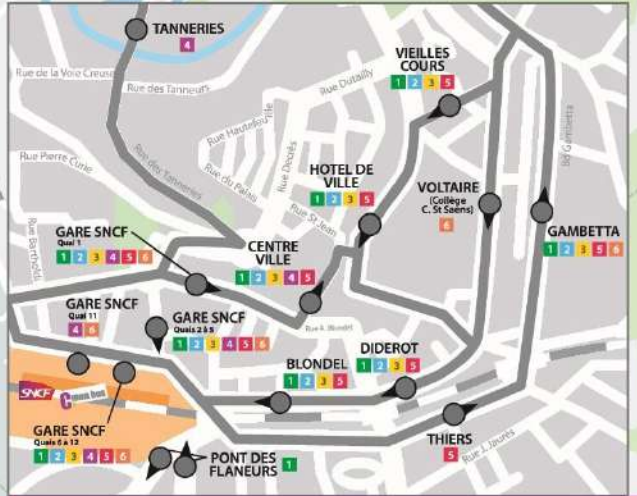 TANNERIES
4
VIEILLES
COURS
1 2 3 5
Rue de la Voie Creuse
Rue des Tanneurs
Rue Dutailly
Rue Hautefeuille
Rue Decrès
Rue Pierre Curie
Rue des Tanneries
Rue du Palais
Bd Gambetta
HOTEL DE
VILLE
1 2 3 5
VOLTAIRE
(Collège
C. St Saëns)
6
Rue St Jean
GARE SNCF
Quai 1
1 2 3 4 5 6
Rue Bartholdi
CENTRE
VILLE
1 2 3 4 5
GAMBETTA
1 2 3 5 6
GARE SNCF
Quai 11
4 6
GARE SNCF
Quais 2 à 5
1 2 3 4 5 6
Rue A. Blondel
BLONDEL
1 2 3 5
DIDEROT
1 2 3 5
SNCF
GARE SNCF
Quais 6 à 12
1 2 3 4 5 6
THIERS
5
Rue J. Jaurès
PONT DES
FLANEURS
1